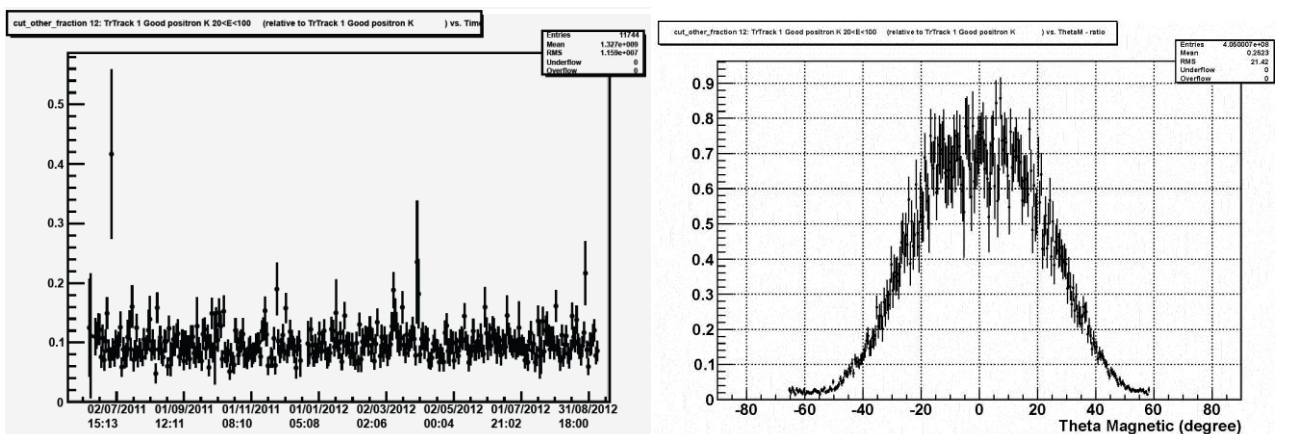 cut_other_fraction 12: TrTrack 1 Good positron K 20<E<100 (relative to TrTrack 1 Good positron K ) vs. Time
Entries 11744
Mean 1.327e+009
RMS 1.159e+007
Underflow 0
Overflow 0
0.5
0.4
0.3
0.2
0.1
0
02/07/2011 01/09/2011 01/11/2011 01/01/2012 02/03/2012 02/05/2012 01/07/2012 31/08/2012
15:13 12:11 08:10 05:08 02:06 00:04 21:02 18:00
cut_other_fraction 12: TrTrack 1 Good positron K 20<E<100 (relative to TrTrack 1 Good positron K ) vs. ThetaM - ratio
Entries 4.050007e+08
Mean 0.2523
RMS 21.42
Underflow 0
Overflow 0
0.9
0.8
0.7
0.6
0.5
0.4
0.3
0.2
0.1
0
-80 -60 -40 -20 0 20 40 60 80
Theta Magnetic (degree)